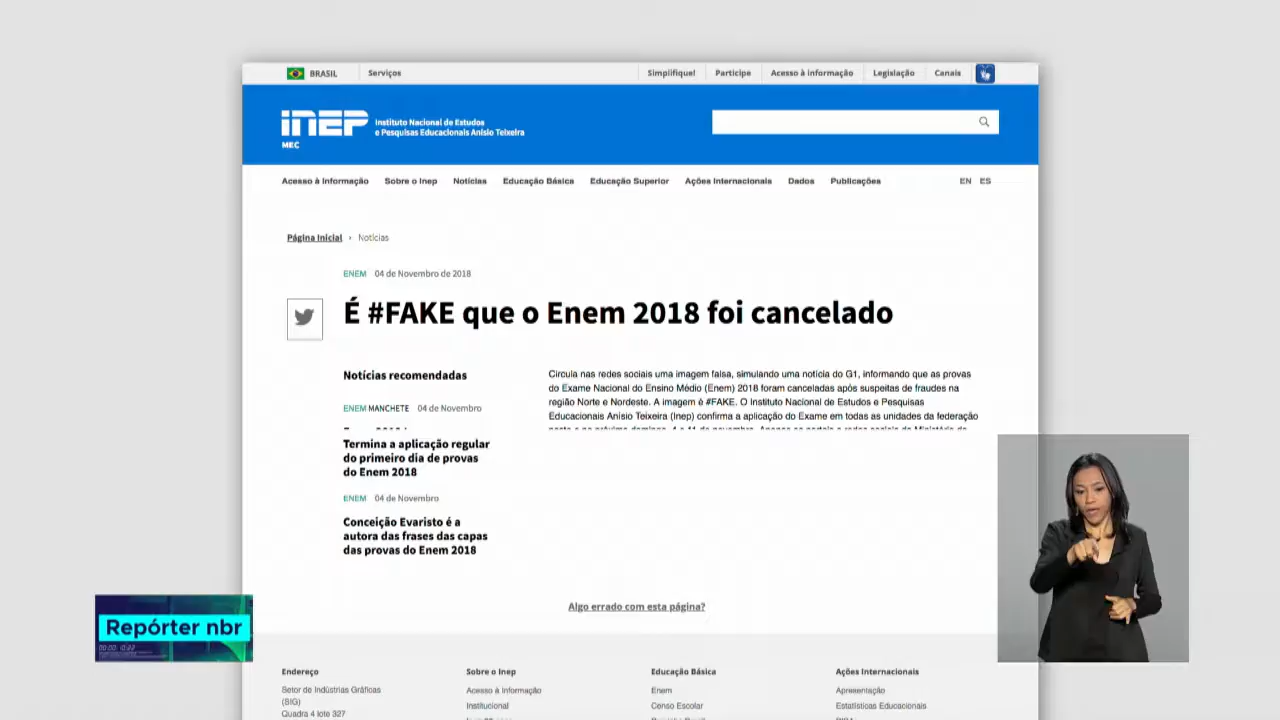 BRASIL Serviços Simplifique! Participe Acesso à informação Legislação Canais
INEP
Instituto Nacional de Estudos
e Pesquisas Educacionais Anísio Teixeira
MEC
Acesso à Informação Sobre o Inep Notícias Educação Básica Educação Superior Ações Internacionais Dados Publicações EN ES
Página Inicial › Notícias
ENEM 04 de Novembro de 2018
É #FAKE que o Enem 2018 foi cancelado
Notícias recomendadas
ENEM MANCHETE 04 de Novembro
Termina a aplicação regular
do primeiro dia de provas
do Enem 2018
ENEM 04 de Novembro
Conceição Evaristo é a
autora das frases das capas
das provas do Enem 2018
Circula nas redes sociais uma imagem falsa, simulando uma notícia do G1, informando que as provas
do Exame Nacional do Ensino Médio (Enem) 2018 foram canceladas após suspeitas de fraudes na
região Norte e Nordeste. A imagem é #FAKE. O Instituto Nacional de Estudos e Pesquisas
Educacionais Anísio Teixeira (Inep) confirma a aplicação do Exame em todas as unidades da federação
Algo errado com esta página?
Repórter nbr
Endereço
Setor de Indústrias Gráficas
(SIG)
Quadra 4 lote 327
Sobre o Inep
Acesso à Informação
Institucional
Educação Básica
Enem
Censo Escolar
Ações Internacionais
Apresentação
Estatísticas Educacionais